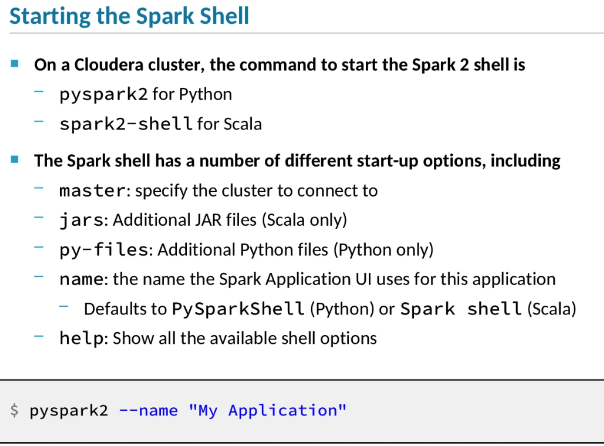 Starting the Spark Shell
On a Cloudera cluster, the command to start the Spark 2 shell is
– pyspark2 for Python
– spark2-shell for Scala
The Spark shell has a number of different start-up options, including
– master: specify the cluster to connect to
– jars: Additional JAR files (Scala only)
– py-files: Additional Python files (Python only)
– name: the name the Spark Application UI uses for this application
– Defaults to PySparkShell (Python) or Spark shell (Scala)
– help: Show all the available shell options
$ pyspark2 --name "My Application"